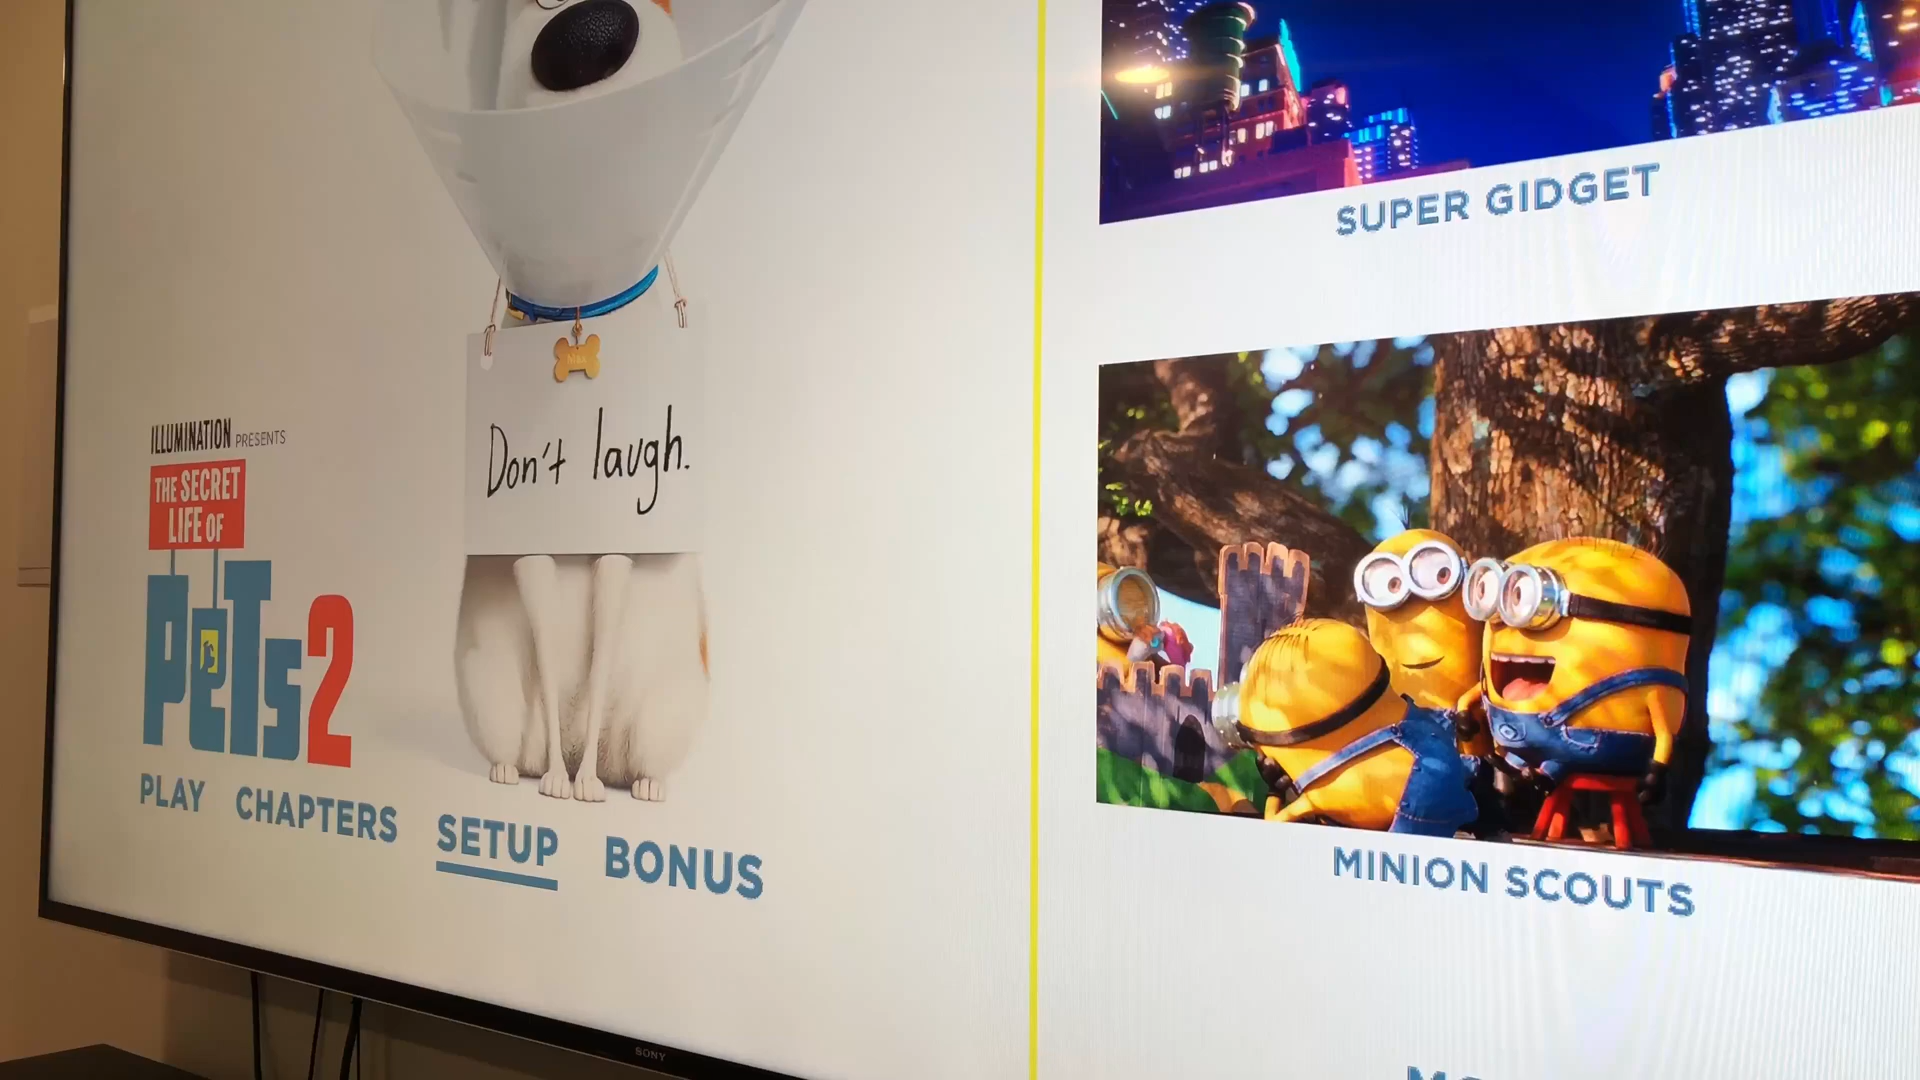 SUPER GIDGET
Max
Don't laugh.
ILLUMINATION PRESENTS
THE SECRET
LIFE OF
PETS 2
PLAY CHAPTERS SETUP BONUS
MINION SCOUTS
SONY